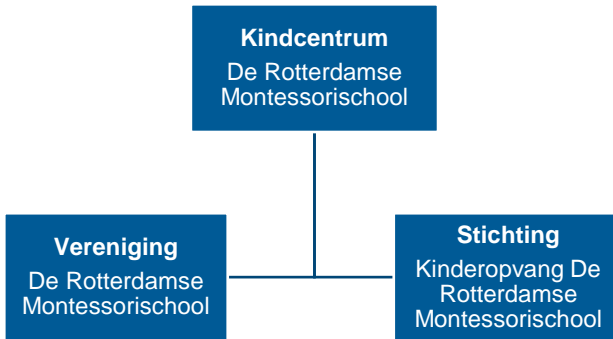 Kindcentrum
De Rotterdamse
Montessorischool
Vereniging
De Rotterdamse
Montessorischool
Stichting
Kinderopvang De
Rotterdamse
Montessorischool